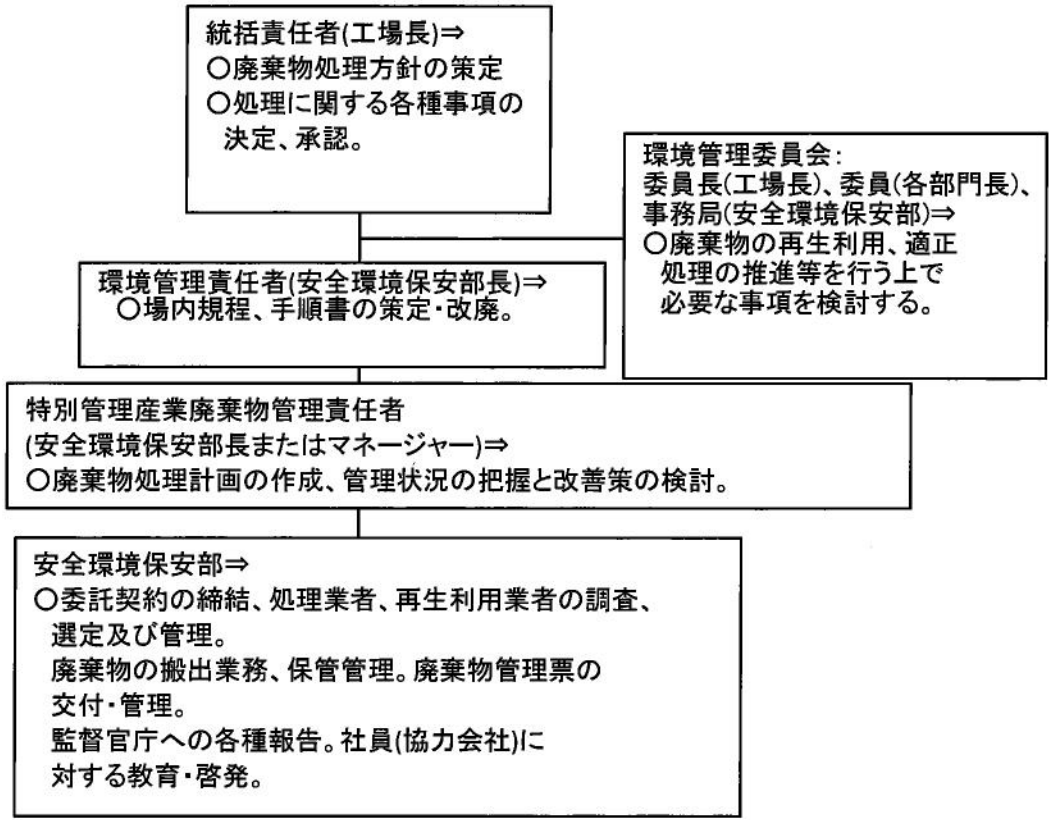 統括責任者(工場長)⇒
○廃棄物処理方針の策定
○処理に関する各種事項の
決定、承認。
環境管理委員会:
委員長(工場長)、委員(各部門長)、
事務局(安全環境保安部)⇒
○廃棄物の再生利用、適正
処理の推進等を行う上で
必要な事項を検討する。
環境管理責任者(安全環境保安部長)⇒
○場内規程、手順書の策定・改廃。
特別管理産業廃棄物管理責任者
(安全環境保安部長またはマネージャー)⇒
○廃棄物処理計画の作成、管理状況の把握と改善策の検討。
安全環境保安部⇒
○委託契約の締結、処理業者、再生利用業者の調査、
選定及び管理。
廃棄物の搬出業務、保管管理。廃棄物管理票の
交付・管理。
監督官庁への各種報告。社員(協力会社)に
対する教育・啓発。